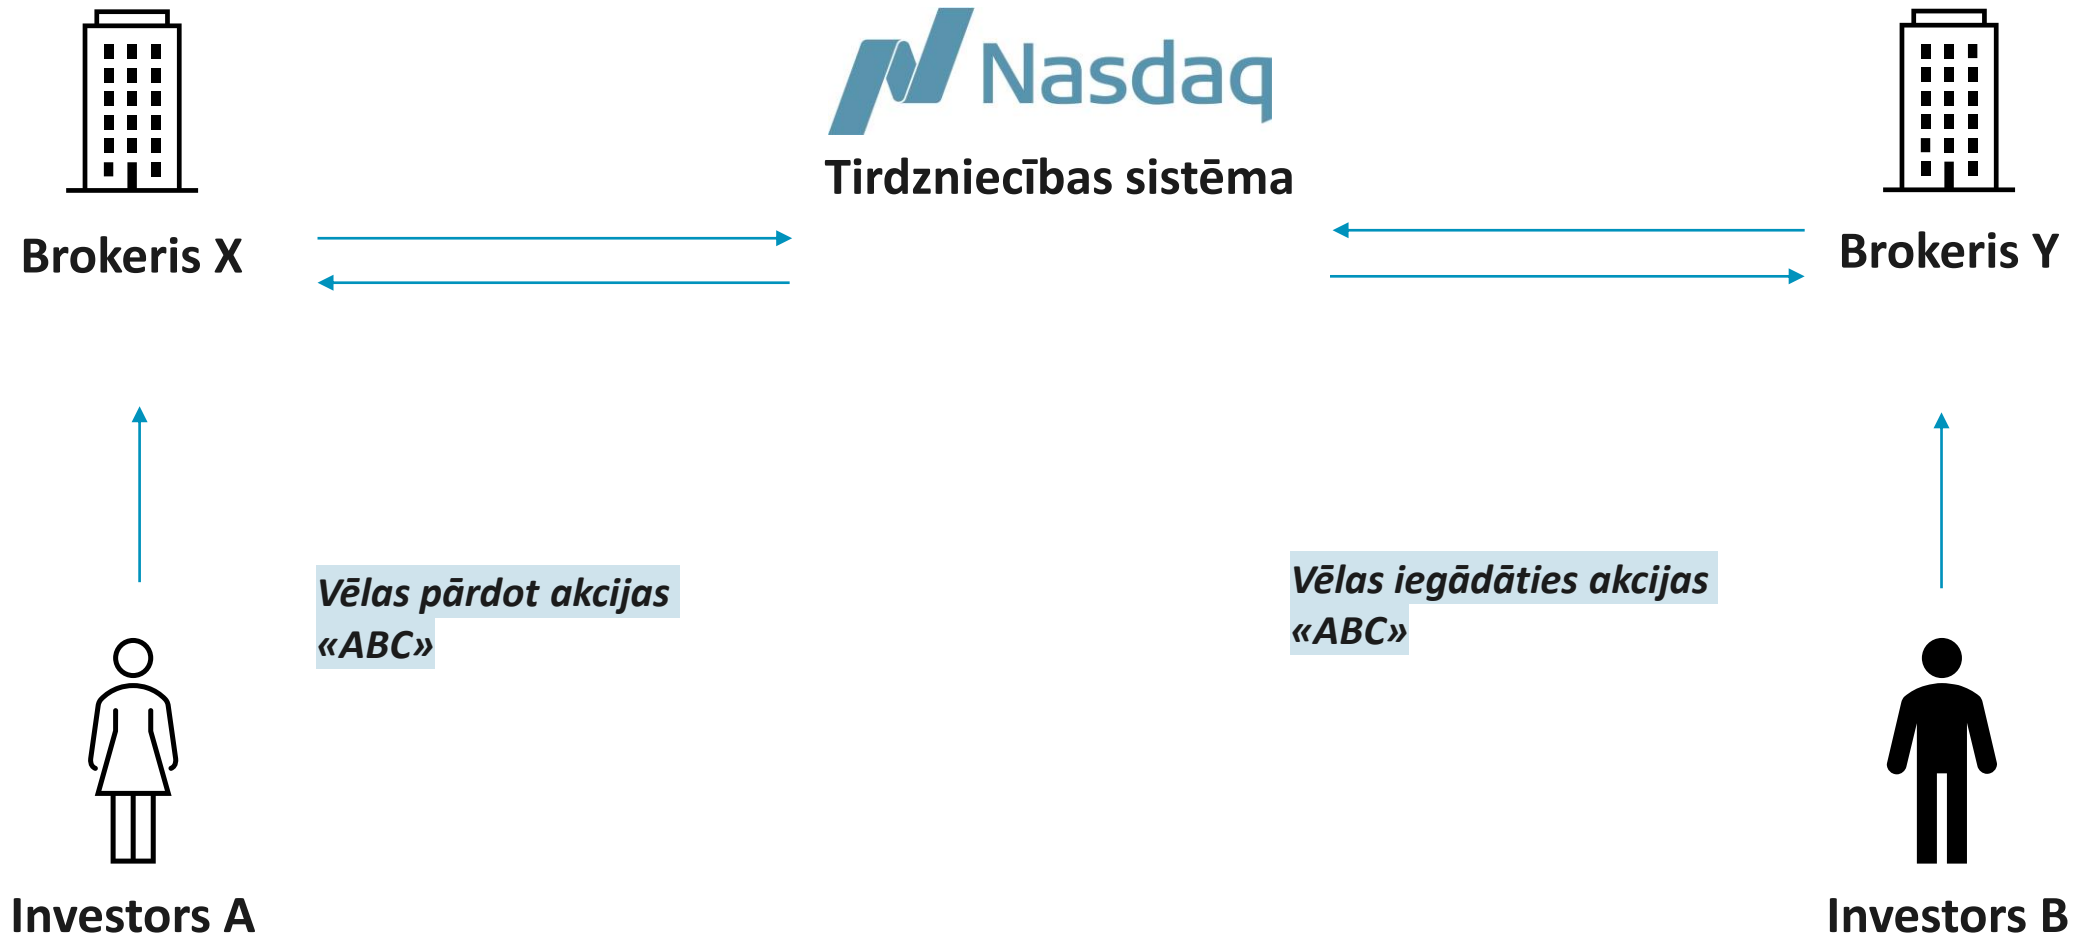 Nasdaq
Tirdzniecības sistēma
Brokeris X
Brokeris Y
Vēlas pārdot akcijas
«ABC»
Vēlas iegādāties akcijas
«ABC»
Investors A
Investors B